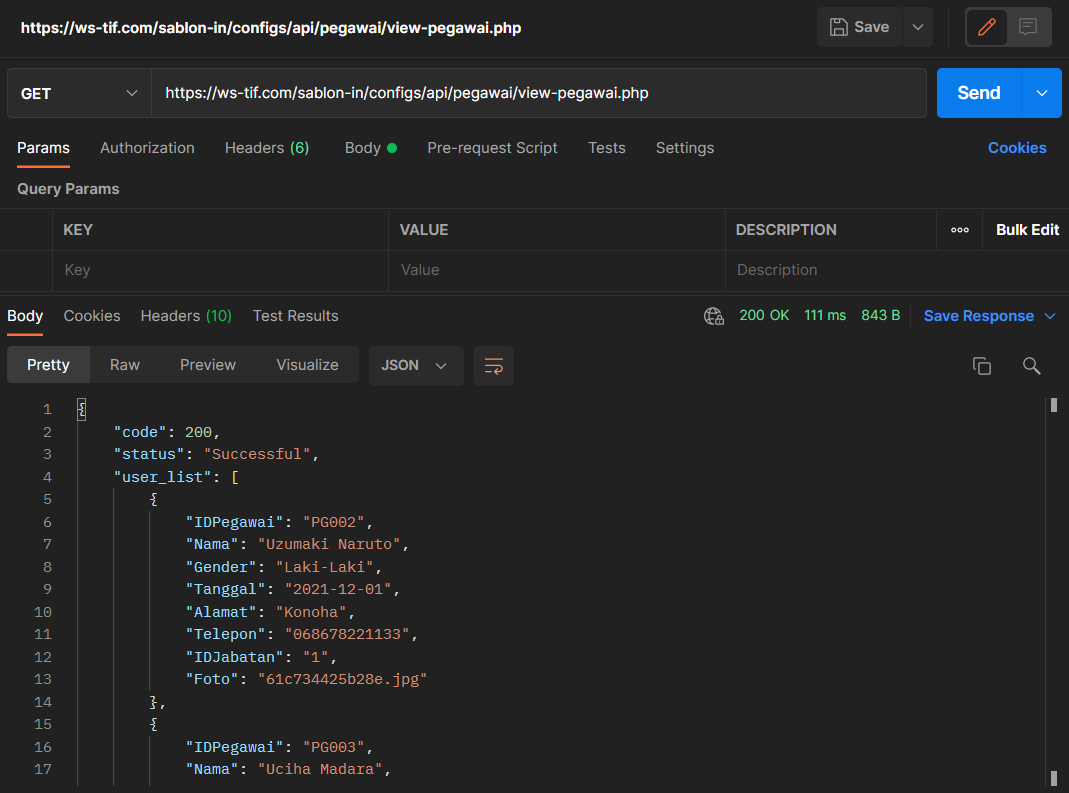 https://ws-tif.com/sablon-in/configs/api/pegawai/view-pegawai.php Save
GET https://ws-tif.com/sablon-in/configs/api/pegawai/view-pegawai.php Send
Params Authorization Headers (6) Body Pre-request Script Tests Settings Cookies
Query Params
KEY VALUE DESCRIPTION Bulk Edit
Key Value Description
Body Cookies Headers (10) Test Results 200 OK 111 ms 843 B Save Response
Pretty Raw Preview Visualize JSON
1 {
2 "code": 200,
3 "status": "Successful",
4 "user_list": [
5 {
6 "IDPegawai": "PG002",
7 "Nama": "Uzumaki Naruto",
8 "Gender": "Laki-Laki",
9 "Tanggal": "2021-12-01",
10 "Alamat": "Konoha",
11 "Telepon": "068678221133",
12 "IDJabatan": "1",
13 "Foto": "61c734425b28e.jpg"
14 },
15 {
16 "IDPegawai": "PG003",
17 "Nama": "Uciha Madara",